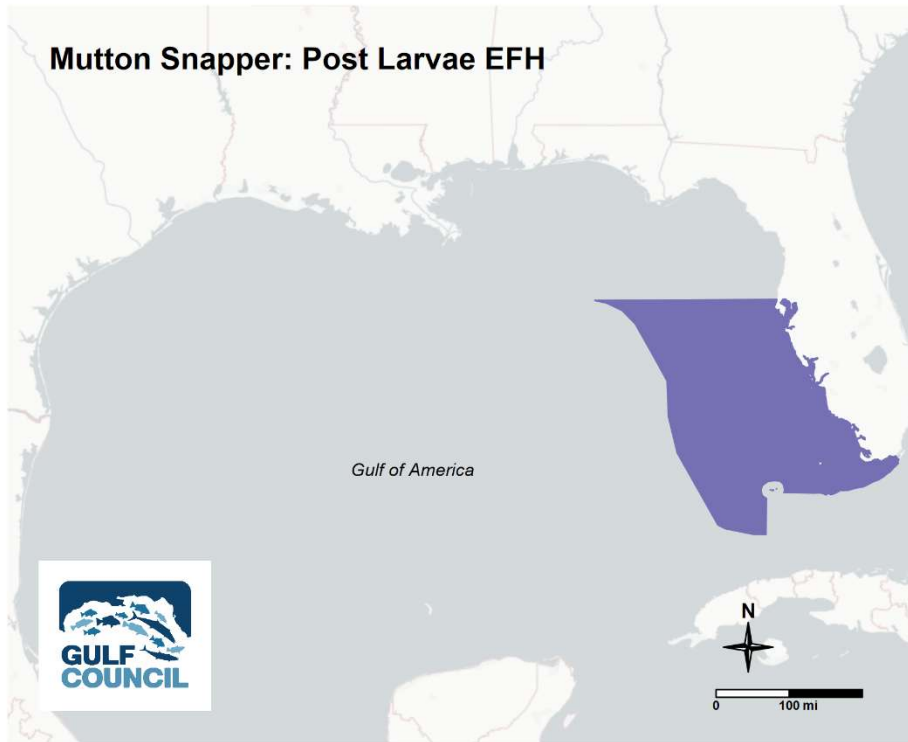 Mutton Snapper: Post Larvae EFH
Gulf of America
GULF
COUNCIL
N
0 100 mi